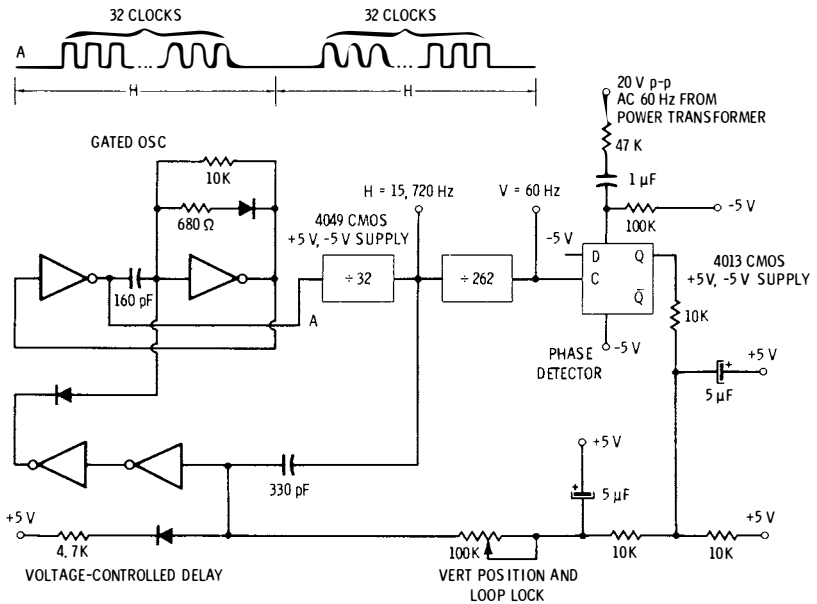 32 CLOCKS
32 CLOCKS
A
H
H
20 V p-p
AC 60 Hz FROM
POWER TRANSFORMER
47 K
1 µF
-5 V
100K
GATED OSC
10K
680 Ω
160 pF
4049 CMOS
+5 V, -5 V SUPPLY
÷ 32
A
H = 15,720 Hz
÷ 262
V = 60 Hz
-5 V
D
Q
C
Q̅
4013 CMOS
+5V, -5 V SUPPLY
10K
-5 V
PHASE
DETECTOR
+5 V
5 µF
330 pF
+5 V
5 µF
+5 V
4.7K
100K
10K
10K
+5 V
VOLTAGE-CONTROLLED DELAY
VERT POSITION AND
LOOP LOCK